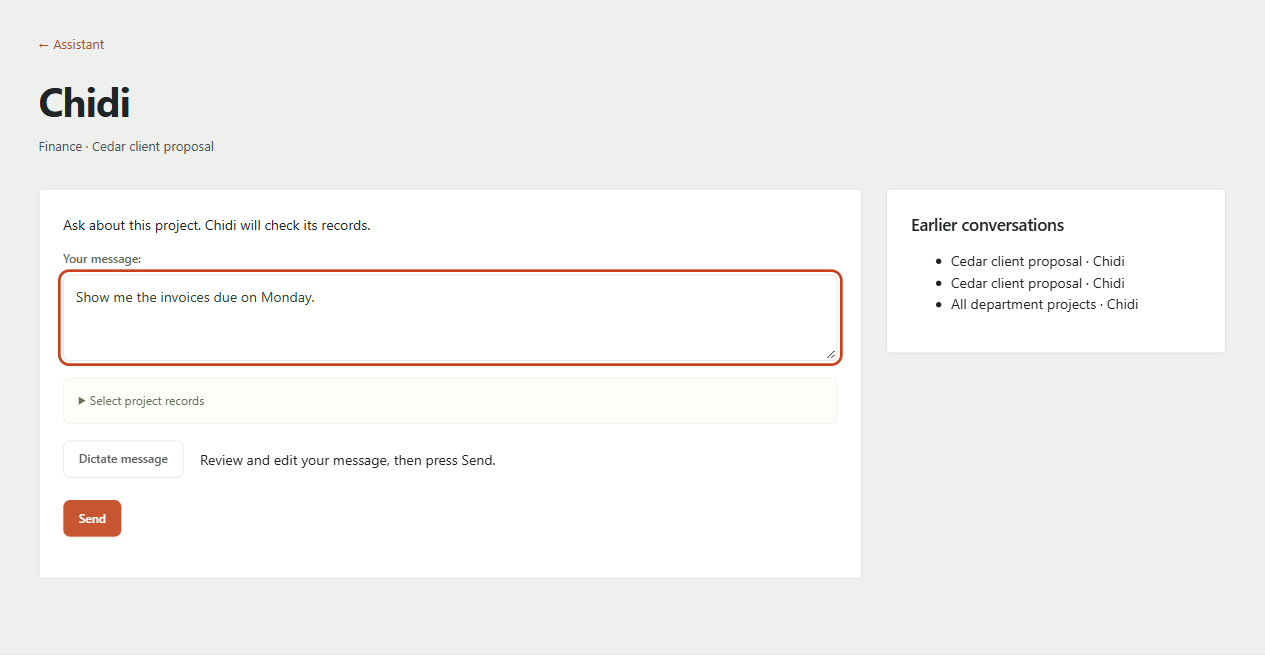 ← Assistant
Chidi
Finance · Cedar client proposal
Ask about this project. Chidi will check its records.
Your message:
Show me the invoices due on Monday.
▶ Select project records
Dictate message
Review and edit your message, then press Send.
Send
Earlier conversations
• Cedar client proposal · Chidi
• Cedar client proposal · Chidi
• All department projects · Chidi